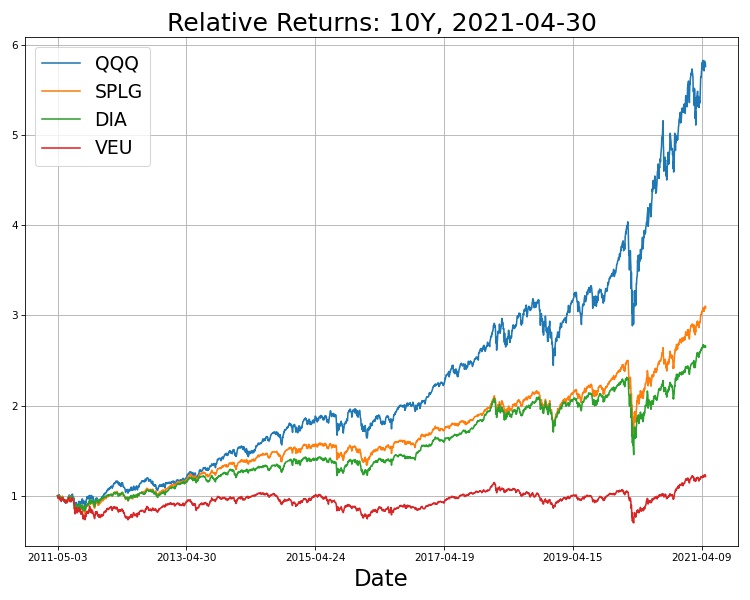 Relative Returns: 10Y, 2021-04-30
QQQ
SPLG
DIA
VEU
6
5
4
3
2
1
2011-05-03
2013-04-30
2015-04-24
2017-04-19
2019-04-15
2021-04-09
Date